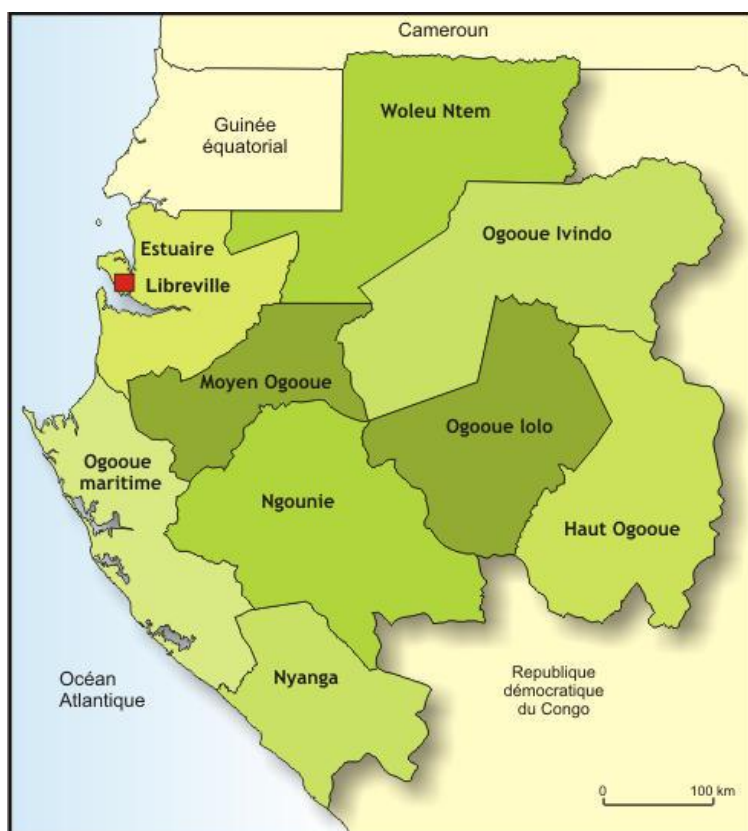 Cameroun
Woleu Ntem
Guinée
équatorial
Ogooue Ivindo
Estuaire
Libreville
Moyen Ogooue
Ogooue lolo
Ogooue
maritime
Ngounie
Haut Ogooue
Nyanga
Océan
Atlantique
Republique
démocratique
du Congo
0 100 km